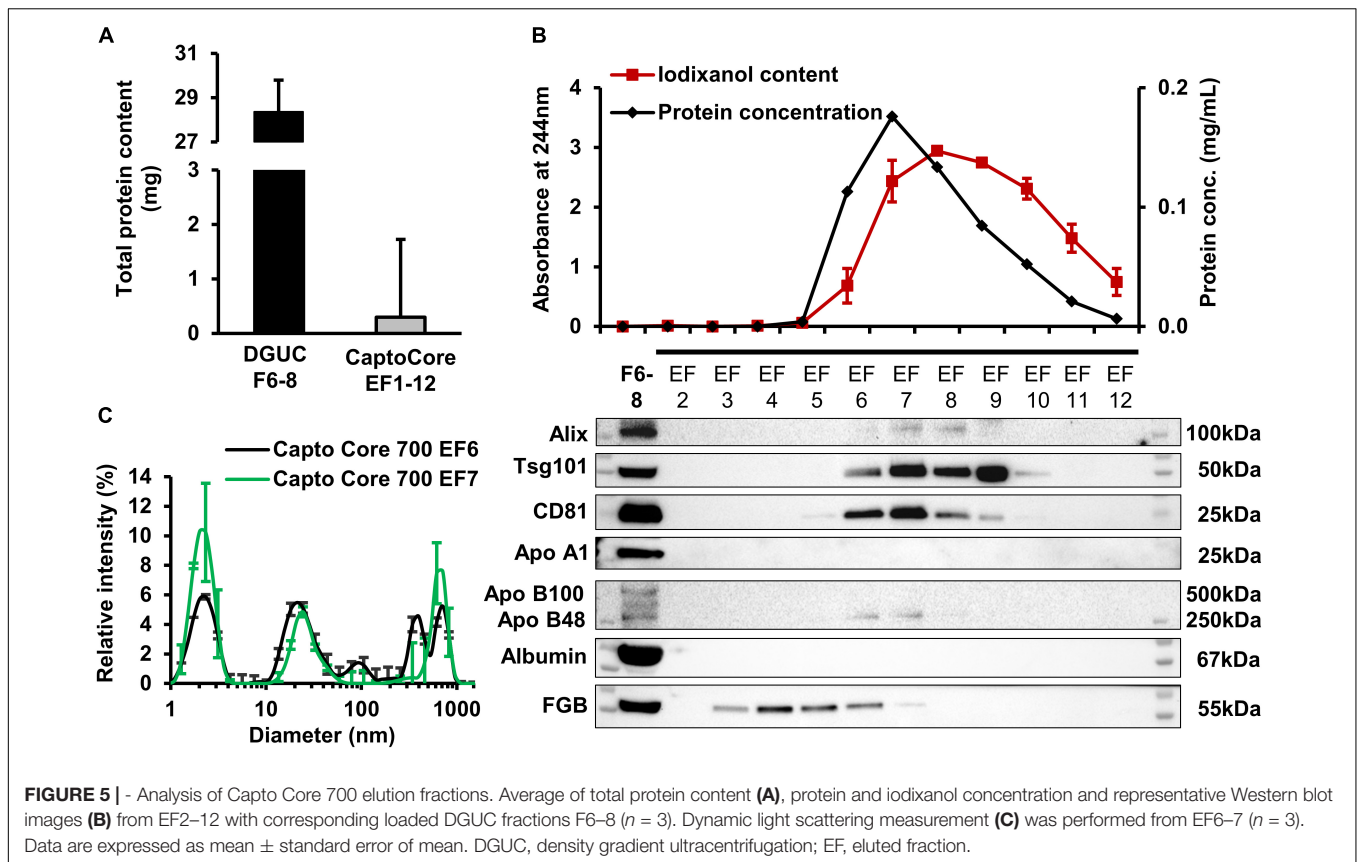 A
Total protein content
(mg)
31
29
28
27
3
2
1
0
DGUC
F6-8
CaptoCore
EF1-12
B
Iodixanol content
Protein concentration
Absorbance at 244nm
4
3
2
1
0
0.2
0.1
0.0
Protein conc. (mg/mL)
F6-
8
EF
2
EF
3
EF
4
EF
5
EF
6
EF
7
EF
8
EF
9
EF
10
EF
11
EF
12
Alix 100kDa
Tsg101 50kDa
CD81 25kDa
Apo A1 25kDa
Apo B100 500kDa
Apo B48 250kDa
Albumin 67kDa
FGB 55kDa
C
Capto Core 700 EF6
Capto Core 700 EF7
Relative intensity (%)
14
12
10
8
6
4
2
0
1 10 100 1000
Diameter (nm)
FIGURE 5 | - Analysis of Capto Core 700 elution fractions. Average of total protein content (A), protein and iodixanol concentration and representative Western blot
images (B) from EF2–12 with corresponding loaded DGUC fractions F6–8 (n = 3). Dynamic light scattering measurement (C) was performed from EF6–7 (n = 3).
Data are expressed as mean ± standard error of mean. DGUC, density gradient ultracentrifugation; EF, eluted fraction.